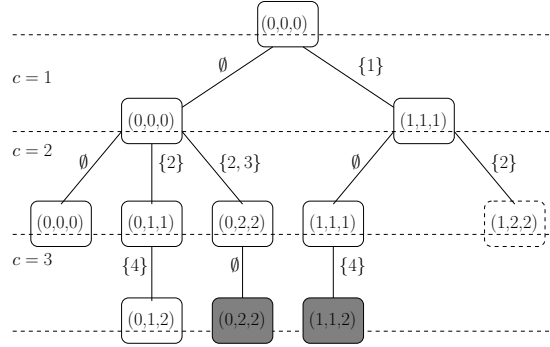 (0,0,0)
∅ {1}
c = 1
(0,0,0) (1,1,1)
c = 2
∅ {2} {2, 3} ∅ {2}
(0,0,0) (0,1,1) (0,2,2) (1,1,1) (1,2,2)
c = 3
{4} ∅ {4}
(0,1,2) (0,2,2) (1,1,2)